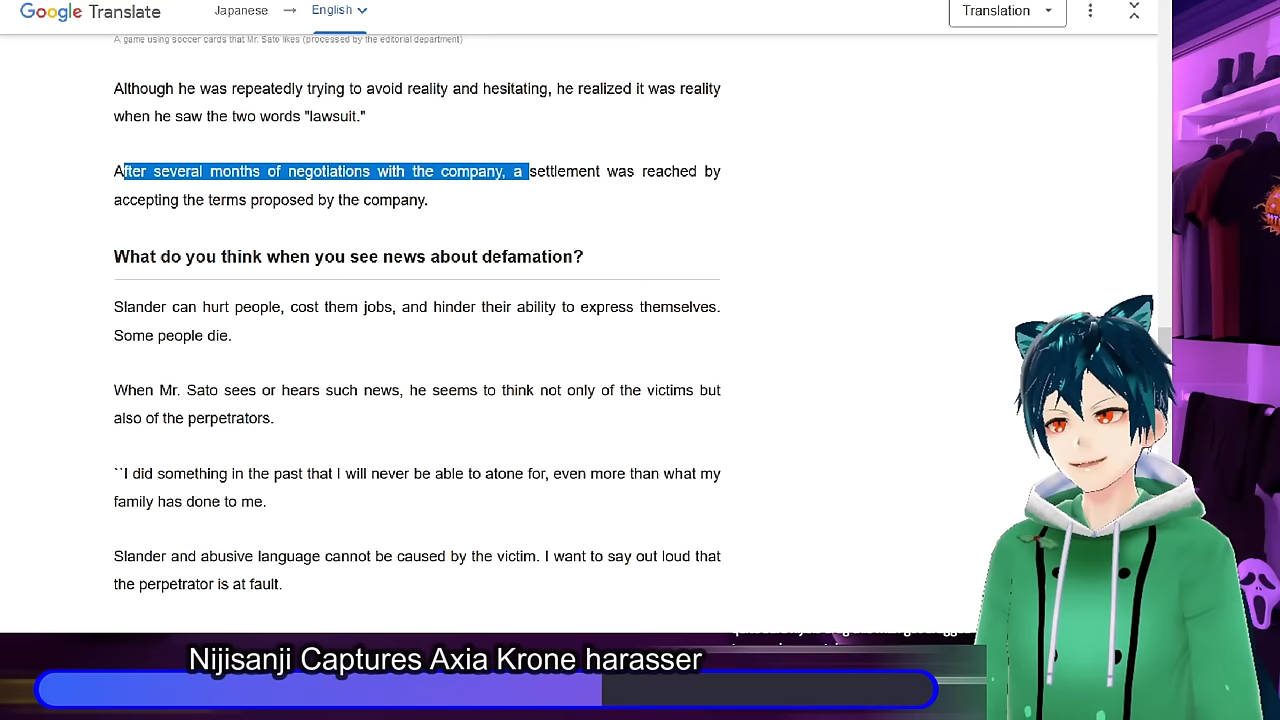 Google Translate
Japanese → English
Translation
A game using soccer cards that Mr. Sato likes (processed by the editorial department)
Although he was repeatedly trying to avoid reality and hesitating, he realized it was reality
when he saw the two words "lawsuit."
After several months of negotiations with the company, a settlement was reached by
accepting the terms proposed by the company.
What do you think when you see news about defamation?
Slander can hurt people, cost them jobs, and hinder their ability to express themselves.
Some people die.
When Mr. Sato sees or hears such news, he seems to think not only of the victims but
also of the perpetrators.
``I did something in the past that I will never be able to atone for, even more than what my
family has done to me.
Slander and abusive language cannot be caused by the victim. I want to say out loud that
the perpetrator is at fault.
Nijisanji Captures Axia Krone harasser